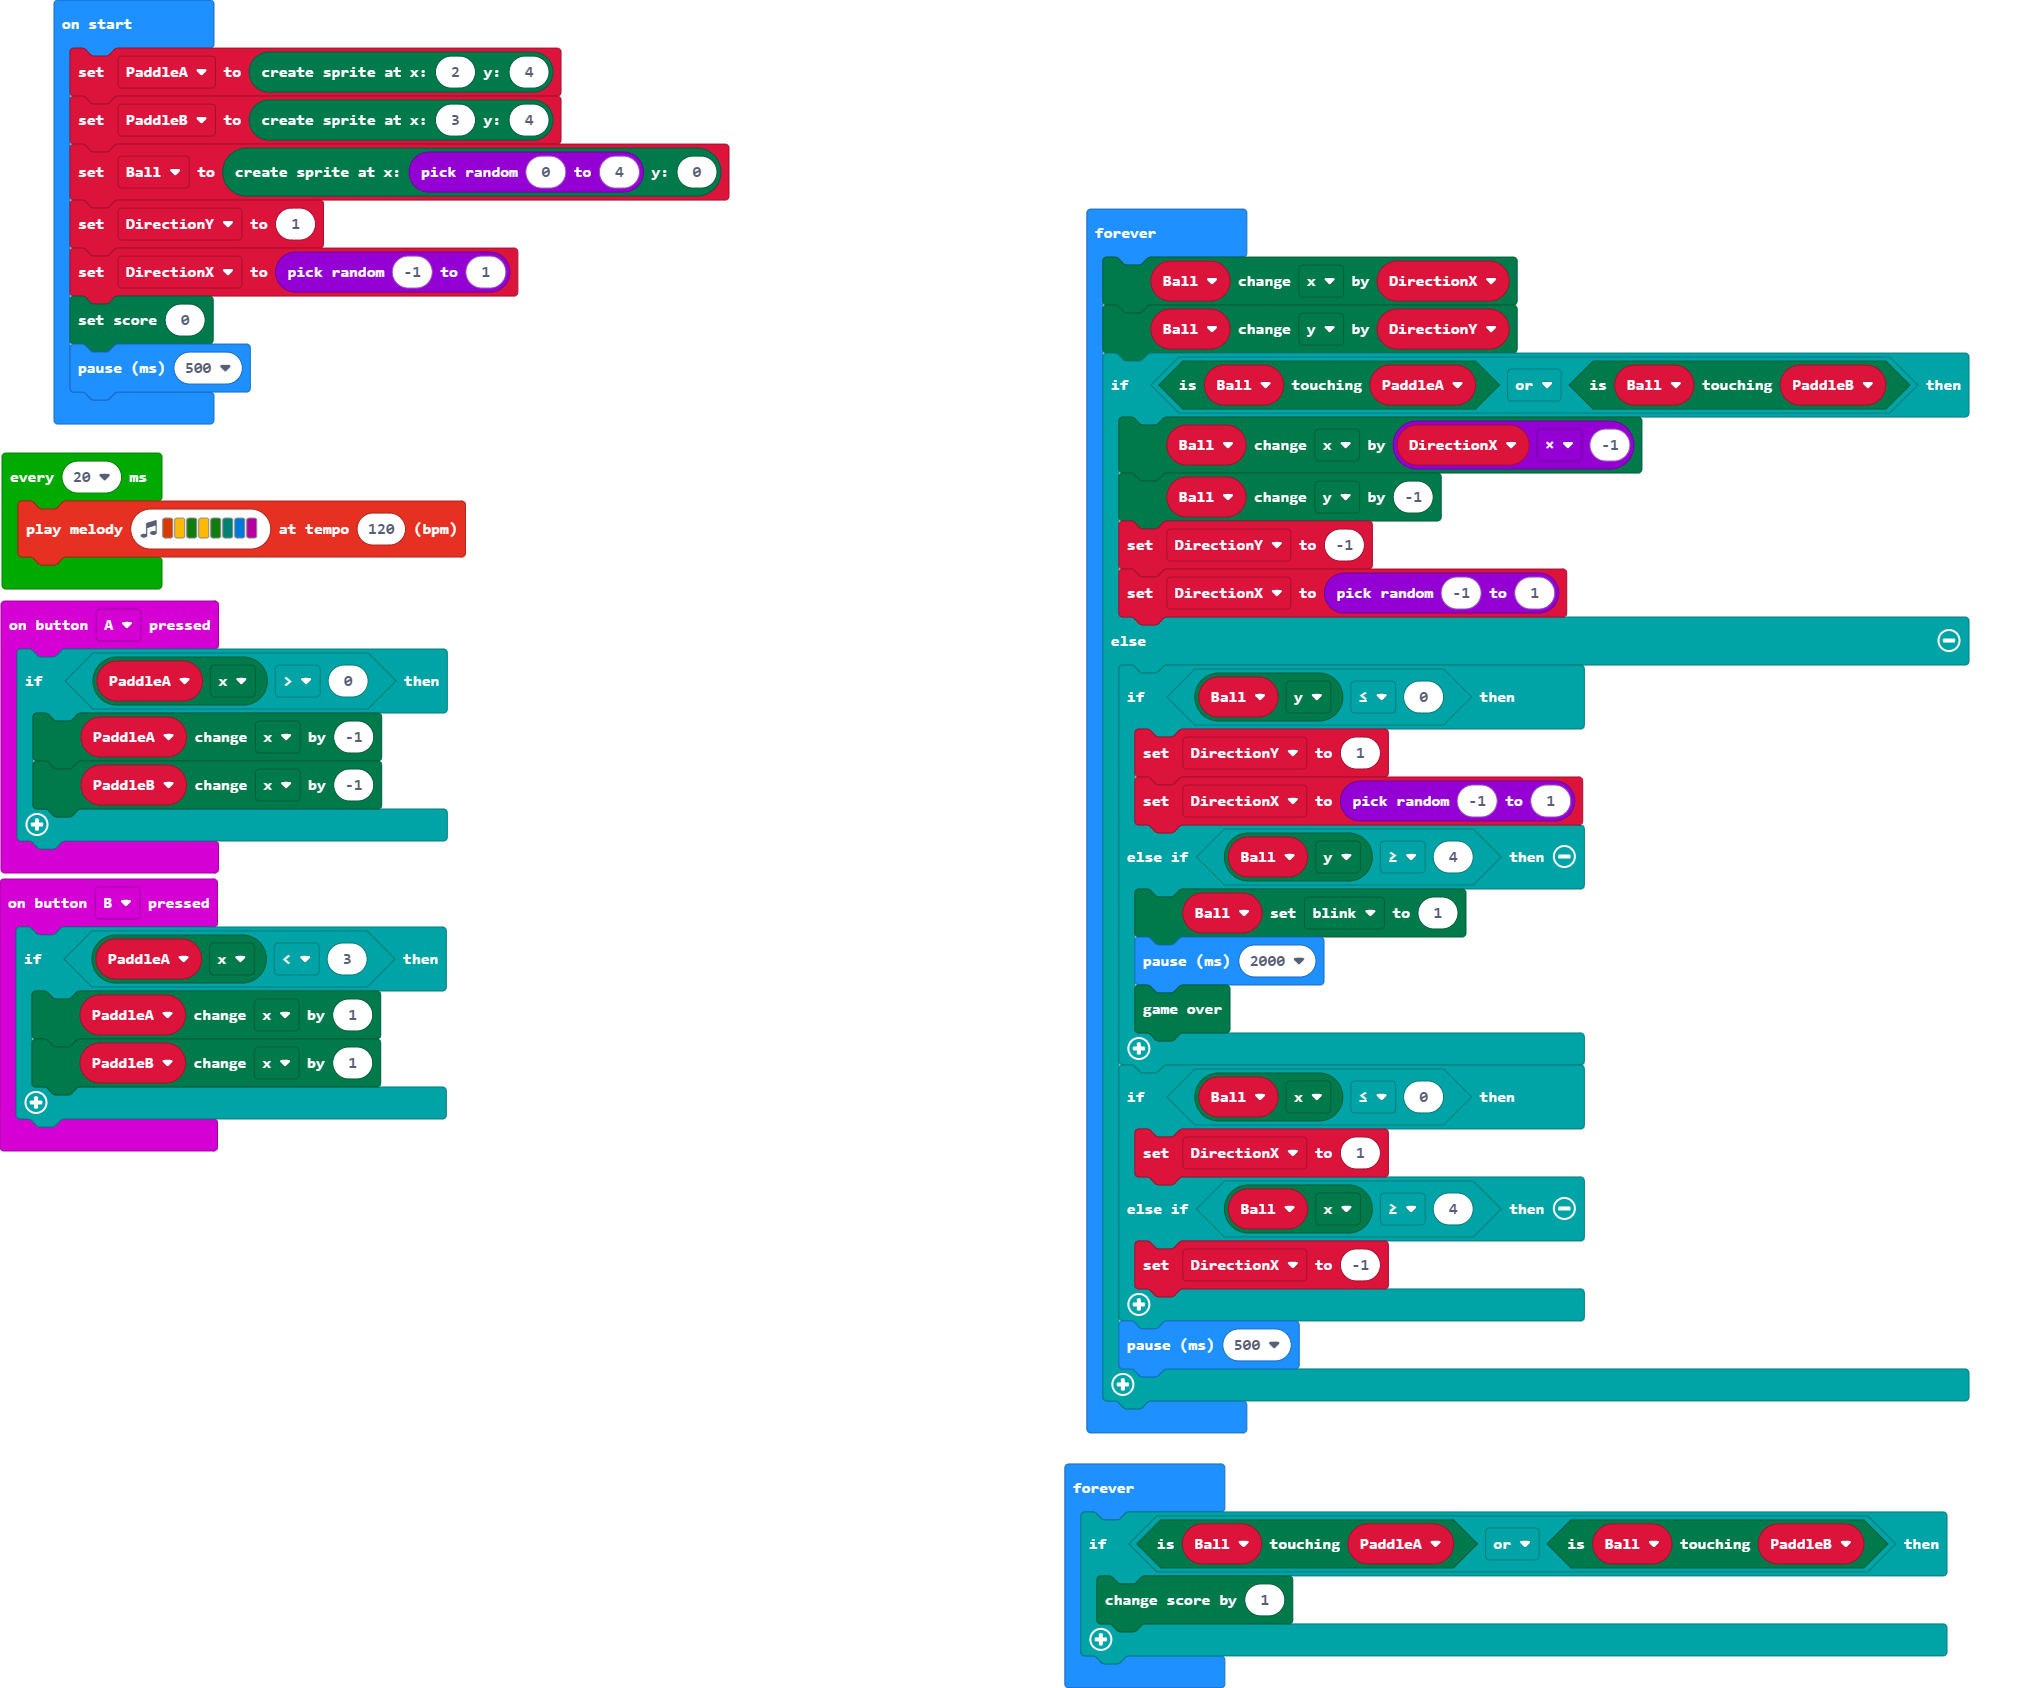 on start
set PaddleA to create sprite at x: 2 y: 4
set PaddleB to create sprite at x: 3 y: 4
set Ball to create sprite at x: pick random 0 to 4 y: 0
set DirectionY to 1
set DirectionX to pick random -1 to 1
set score 0
pause (ms) 500
every 20 ms
play melody at tempo 120 (bpm)
on button A pressed
if PaddleA x > 0 then
PaddleA change x by -1
PaddleB change x by -1
on button B pressed
if PaddleA x < 3 then
PaddleA change x by 1
PaddleB change x by 1
forever
Ball change x by DirectionX
Ball change y by DirectionY
if is Ball touching PaddleA or is Ball touching PaddleB then
Ball change x by DirectionX × -1
Ball change y by -1
set DirectionY to -1
set DirectionX to pick random -1 to 1
else
if Ball y ≤ 0 then
set DirectionY to 1
set DirectionX to pick random -1 to 1
else if Ball y ≥ 4 then
Ball set blink to 1
pause (ms) 2000
game over
if Ball x ≤ 0 then
set DirectionX to 1
else if Ball x ≥ 4 then
set DirectionX to -1
pause (ms) 500
forever
if is Ball touching PaddleA or is Ball touching PaddleB then
change score by 1